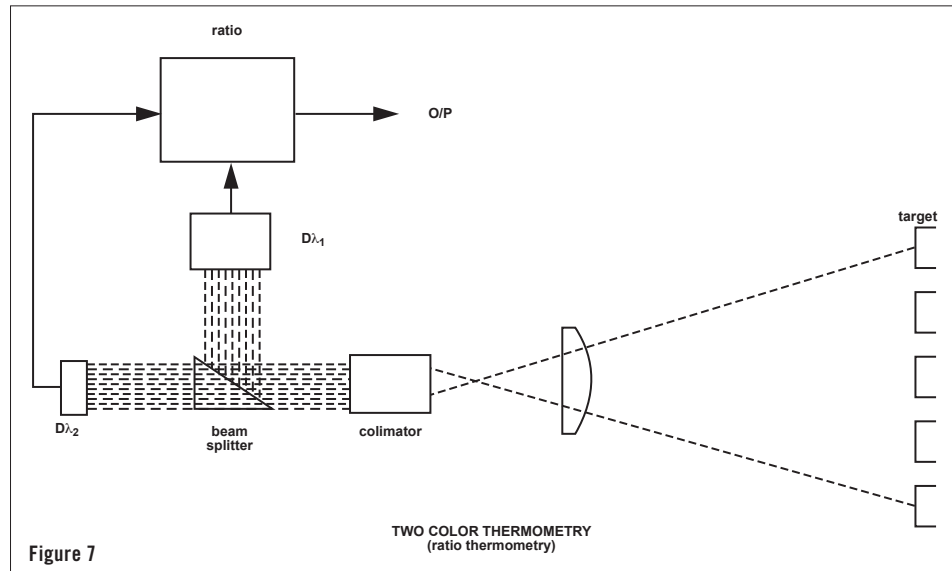 ratio
O/P
target
Dλ1
Dλ2
beam
splitter
colimator
TWO COLOR THERMOMETRY
(ratio thermometry)
Figure 7